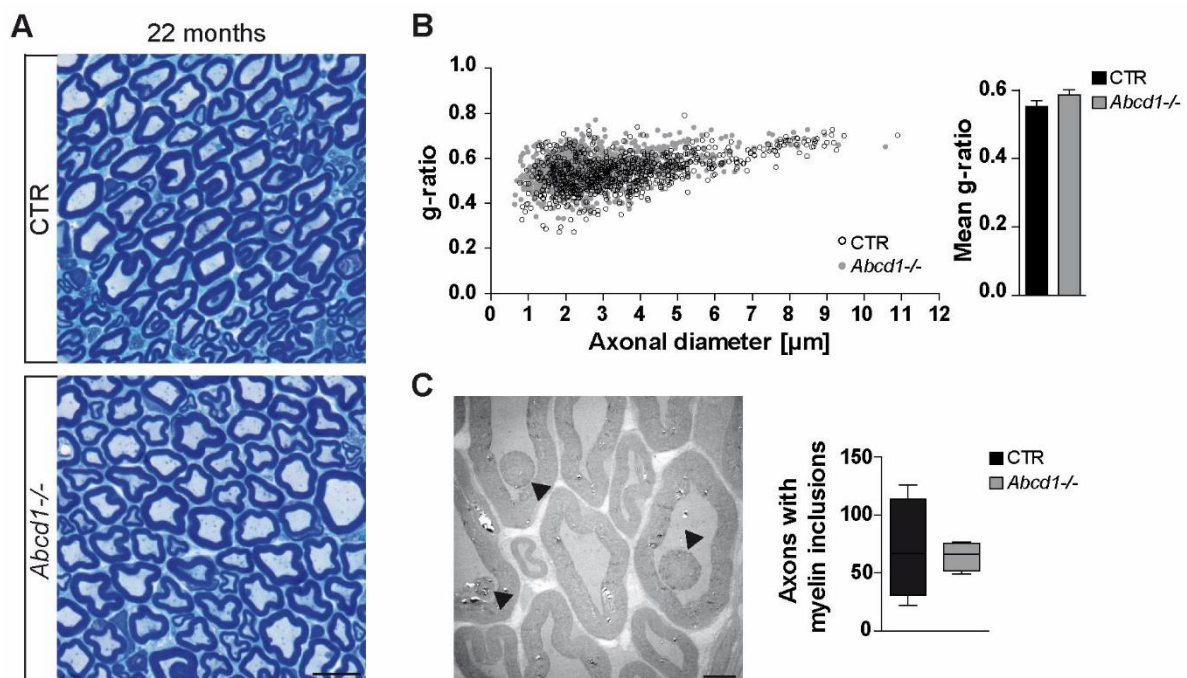 A
22 months
CTR
Abcd1-/-
B
1.0
0.8
0.6
0.4
0.2
0.0
g-ratio
0 1 2 3 4 5 6 7 8 9 10 11 12
Axonal diameter [µm]
CTR
Abcd1-/-
0.6
0.4
0.2
0.0
Mean g-ratio
CTR
Abcd1-/-
C
150
100
50
0
Axons with
myelin inclusions
CTR
Abcd1-/-